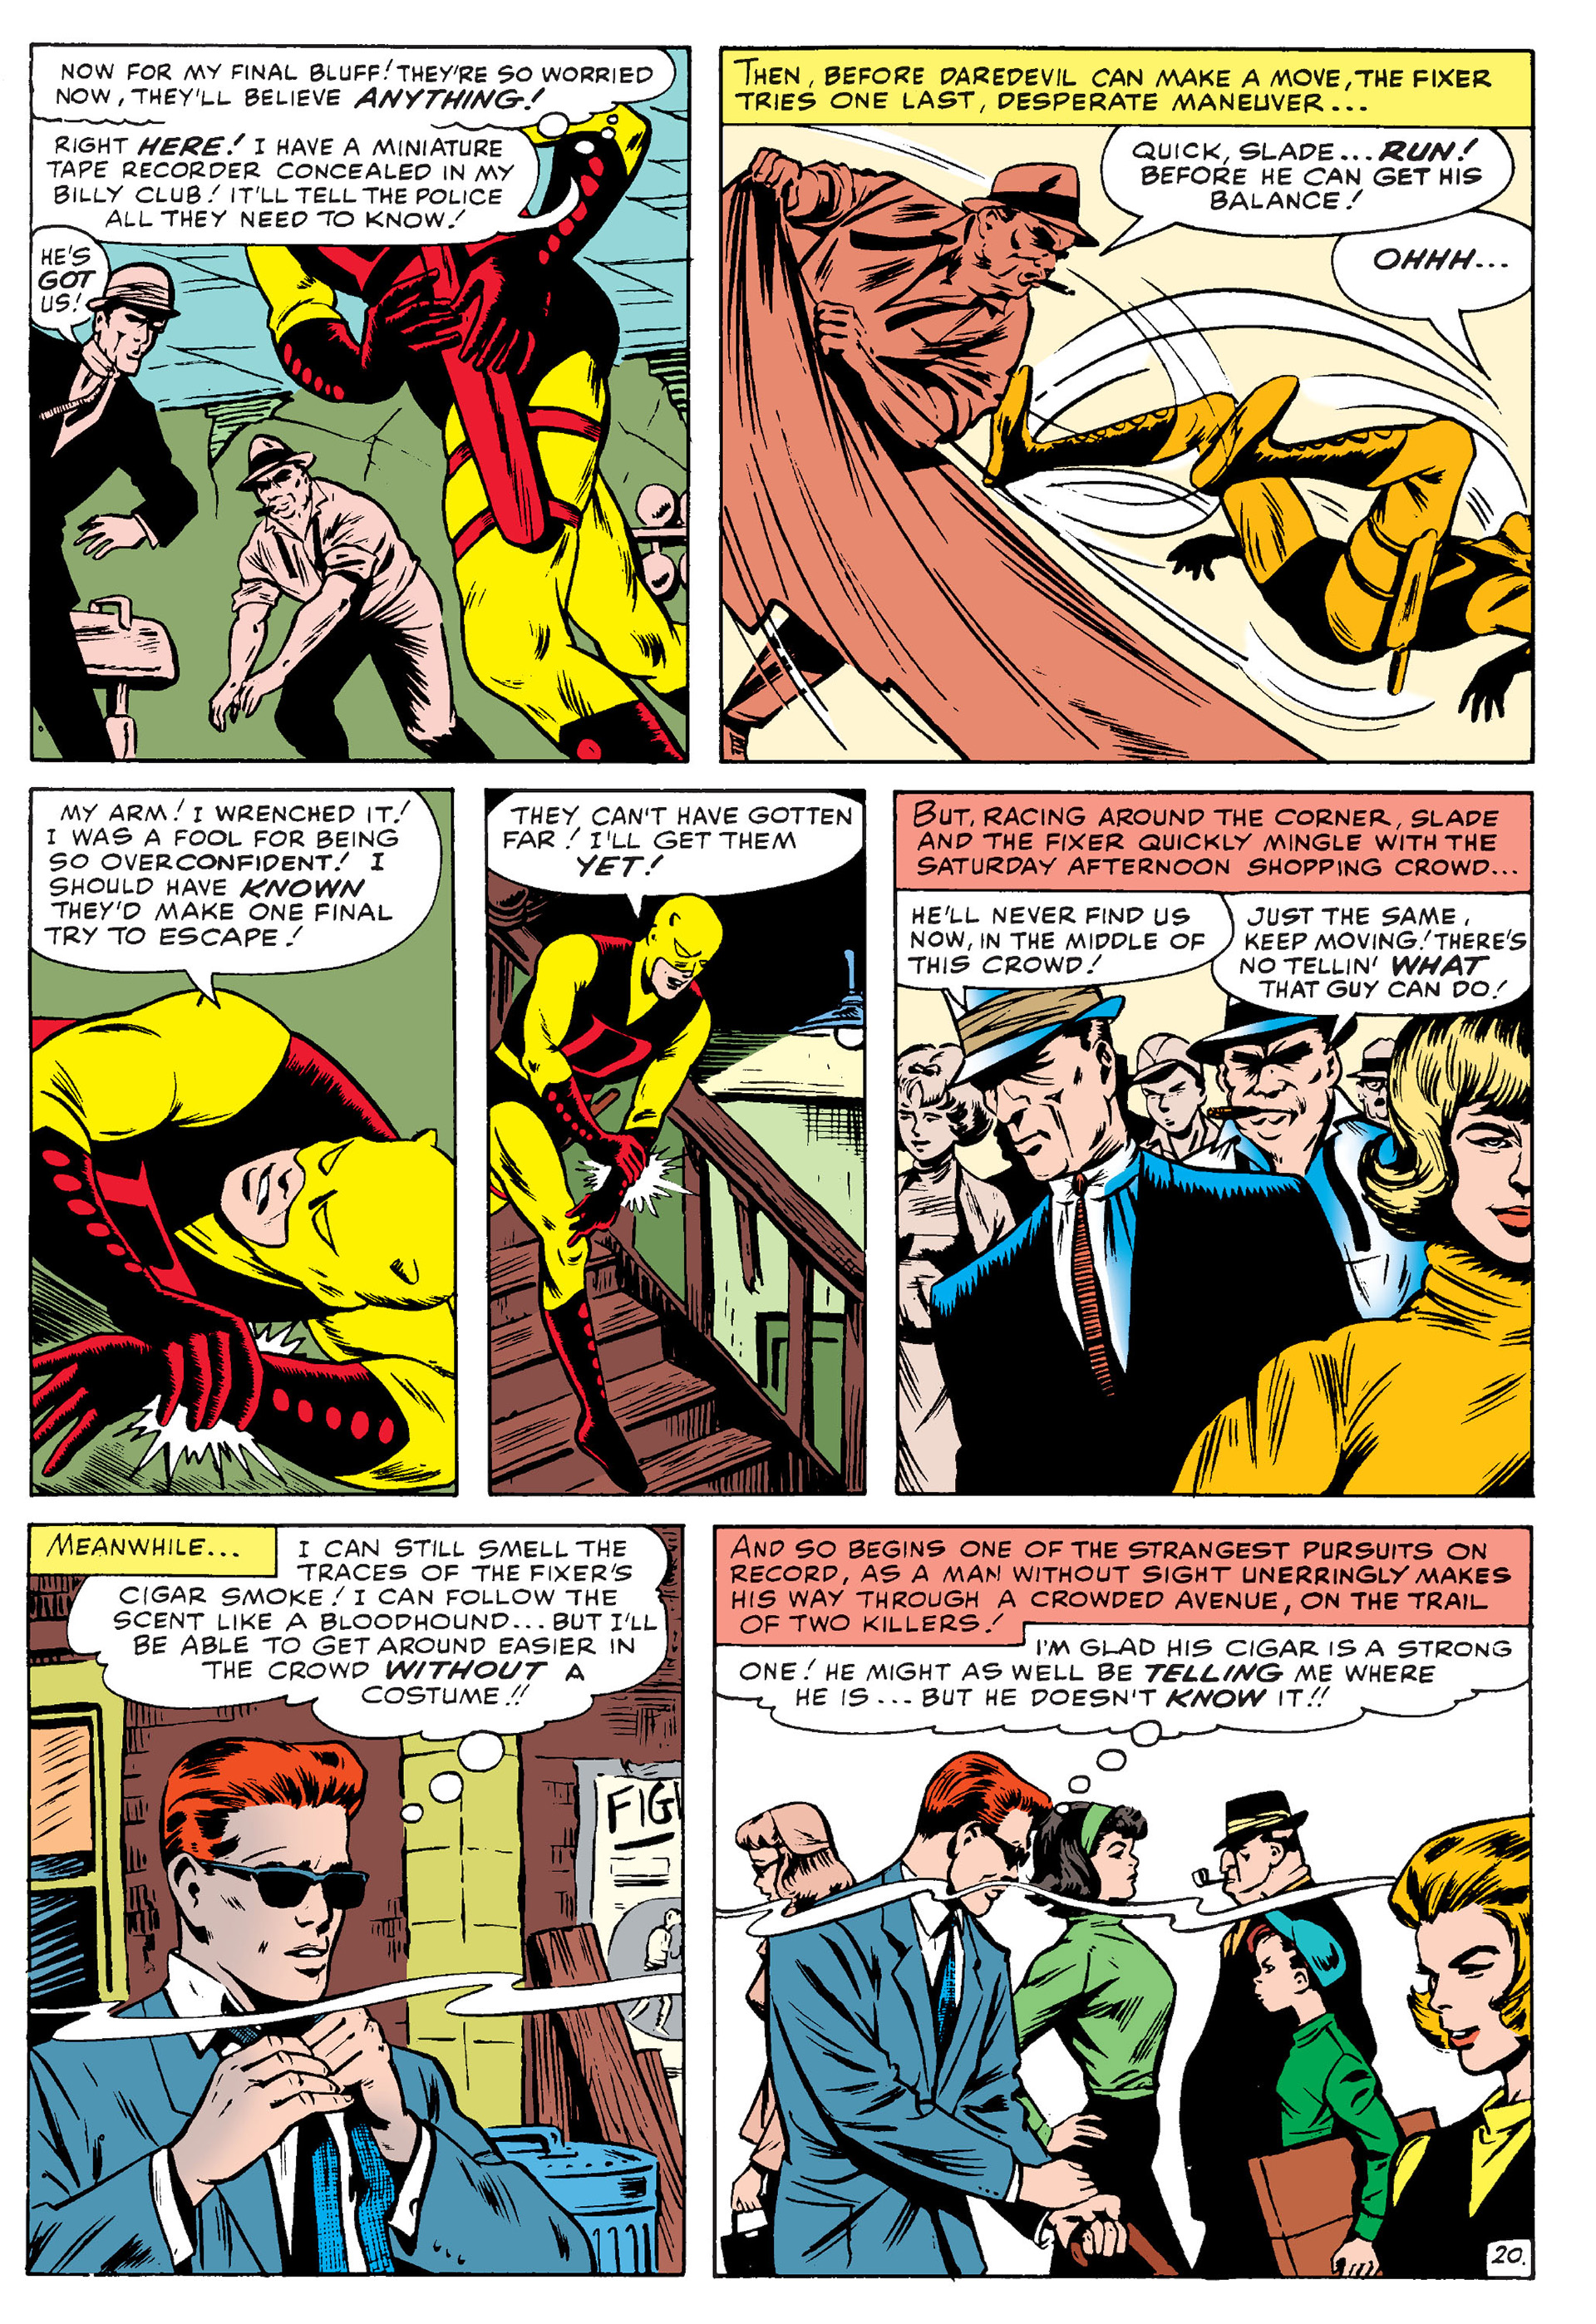 NOW FOR MY FINAL BLUFF! THEY'RE SO WORRIED
NOW, THEY'LL BELIEVE ANYTHING!
RIGHT HERE! I HAVE A MINIATURE
TAPE RECORDER CONCEALED IN MY
BILLY CLUB! IT'LL TELL THE POLICE
ALL THEY NEED TO KNOW!
HE'S
GOT
US!
THEN, BEFORE DAREDEVIL CAN MAKE A MOVE, THE FIXER
TRIES ONE LAST, DESPERATE MANEUVER...
QUICK, SLADE... RUN!
BEFORE HE CAN GET HIS
BALANCE!
OHHH...
MY ARM! I WRENCHED IT!
I WAS A FOOL FOR BEING
SO OVERCONFIDENT! I
SHOULD HAVE KNOWN
THEY'D MAKE ONE FINAL
TRY TO ESCAPE!
THEY CAN'T HAVE GOTTEN
FAR! I'LL GET THEM
YET!
BUT, RACING AROUND THE CORNER, SLADE
AND THE FIXER QUICKLY MINGLE WITH THE
SATURDAY AFTERNOON SHOPPING CROWD...
HE'LL NEVER FIND US
NOW, IN THE MIDDLE OF
THIS CROWD!
JUST THE SAME,
KEEP MOVING! THERE'S
NO TELLIN' WHAT
THAT GUY CAN DO!
MEANWHILE...
I CAN STILL SMELL THE
TRACES OF THE FIXER'S
CIGAR SMOKE! I CAN FOLLOW THE
SCENT LIKE A BLOODHOUND... BUT I'LL
BE ABLE TO GET AROUND EASIER IN
THE CROWD WITHOUT A
COSTUME!!
FIG
AND SO BEGINS ONE OF THE STRANGEST PURSUITS ON
RECORD, AS A MAN WITHOUT SIGHT UNERRINGLY MAKES
HIS WAY THROUGH A CROWDED AVENUE, ON THE TRAIL
OF TWO KILLERS!
I'M GLAD HIS CIGAR IS A STRONG
ONE! HE MIGHT AS WELL BE TELLING ME WHERE
HE IS... BUT HE DOESN'T KNOW IT!!
20.